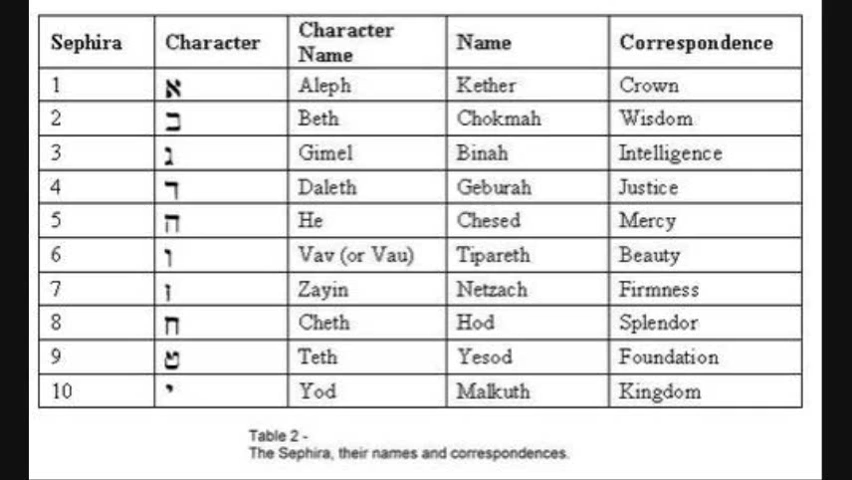 Sephira Character Character Name Name Correspondence
1 א Aleph Kether Crown
2 ב Beth Chokmah Wisdom
3 ג Gimel Binah Intelligence
4 ד Daleth Geburah Justice
5 ה He Chesed Mercy
6 ו Vav (or Vau) Tipareth Beauty
7 ז Zayin Netzach Firmness
8 ח Cheth Hod Splendor
9 ט Teth Yesod Foundation
10 י Yod Malkuth Kingdom
Table 2 -
The Sephira, their names and correspondences.